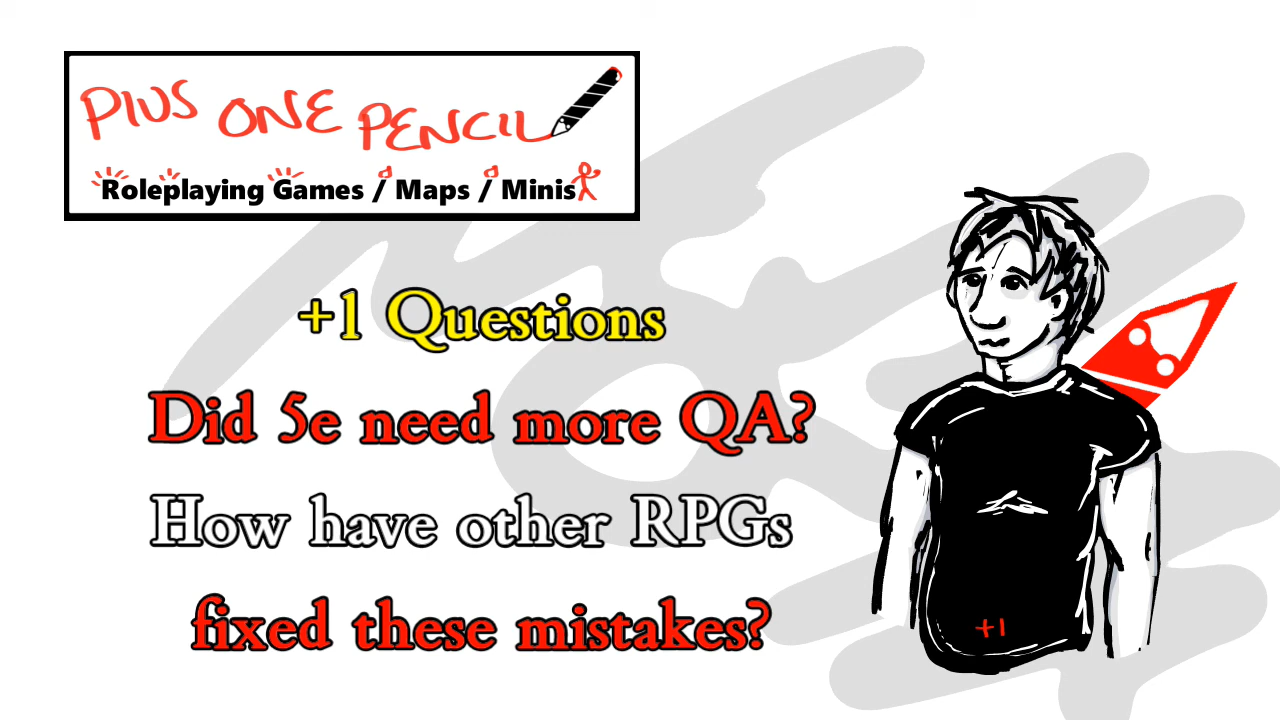 PlUS ONE PENCIL
Roleplaying Games / Maps / Minis
+1 Questions
Did 5e need more QA?
How have other RPGs
fixed these mistakes?
+1